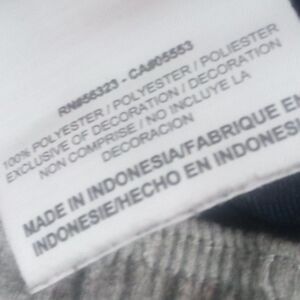 RN#56323 - CA#05553
100% POLYESTER / POLYESTER / POLIESTER
EXCLUSIVE OF DECORATION / DECORATION
NON COMPRISE / NO INCLUYE LA
DECORACION
MADE IN INDONESIA/FABRIQUE EN
INDONESIE/HECHO EN INDONES